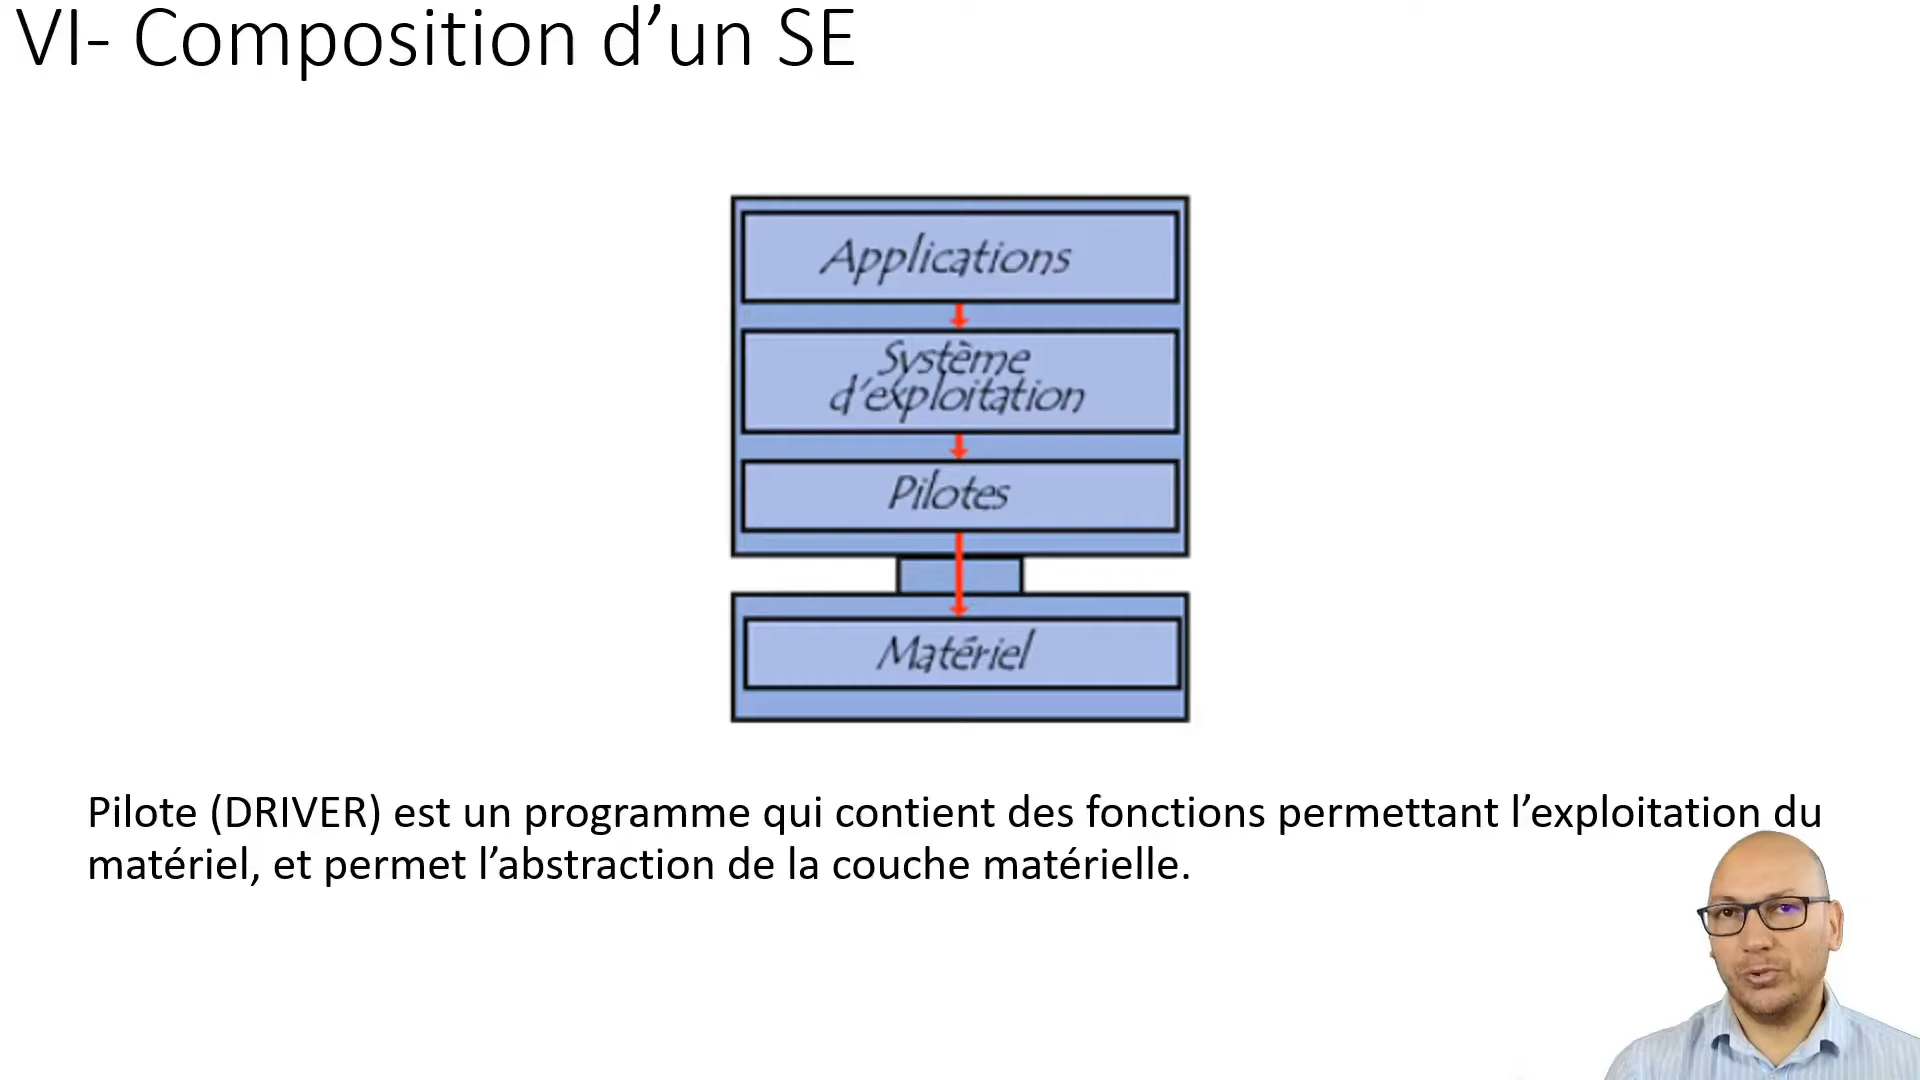 VI- Composition d’un SE
Applications
Système
d’exploitation
Pilotes
Matériel
Pilote (DRIVER) est un programme qui contient des fonctions permettant l’exploitation du
matériel, et permet l’abstraction de la couche matérielle.